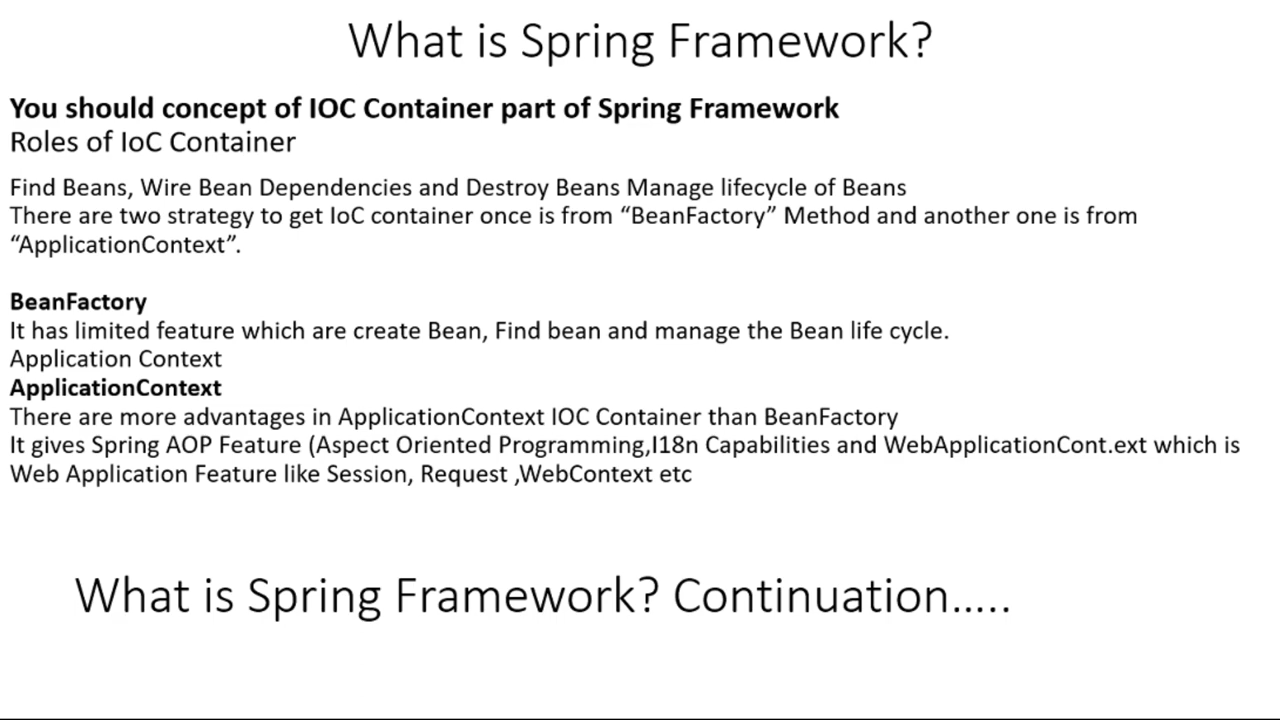 What is Spring Framework?
You should concept of IOC Container part of Spring Framework
Roles of IoC Container
Find Beans, Wire Bean Dependencies and Destroy Beans Manage lifecycle of Beans
There are two strategy to get IoC container once is from “BeanFactory” Method and another one is from
“ApplicationContext”.
BeanFactory
It has limited feature which are create Bean, Find bean and manage the Bean life cycle.
Application Context
ApplicationContext
There are more advantages in ApplicationContext IOC Container than BeanFactory
It gives Spring AOP Feature (Aspect Oriented Programming,I18n Capabilities and WebApplicationCont.ext which is
Web Application Feature like Session, Request ,WebContext etc
What is Spring Framework? Continuation.....